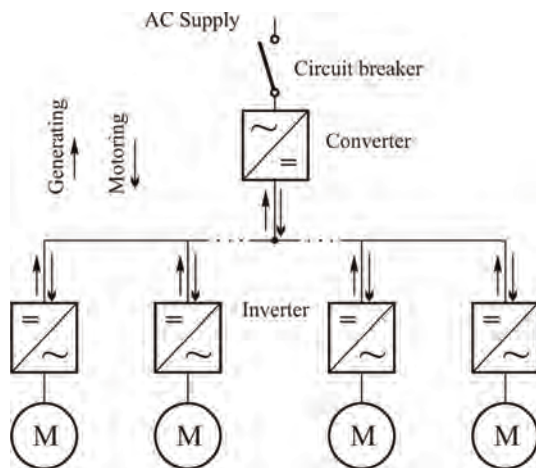 AC Supply
Circuit breaker
Generating
Motoring
Converter
Inverter
M
M
M
M